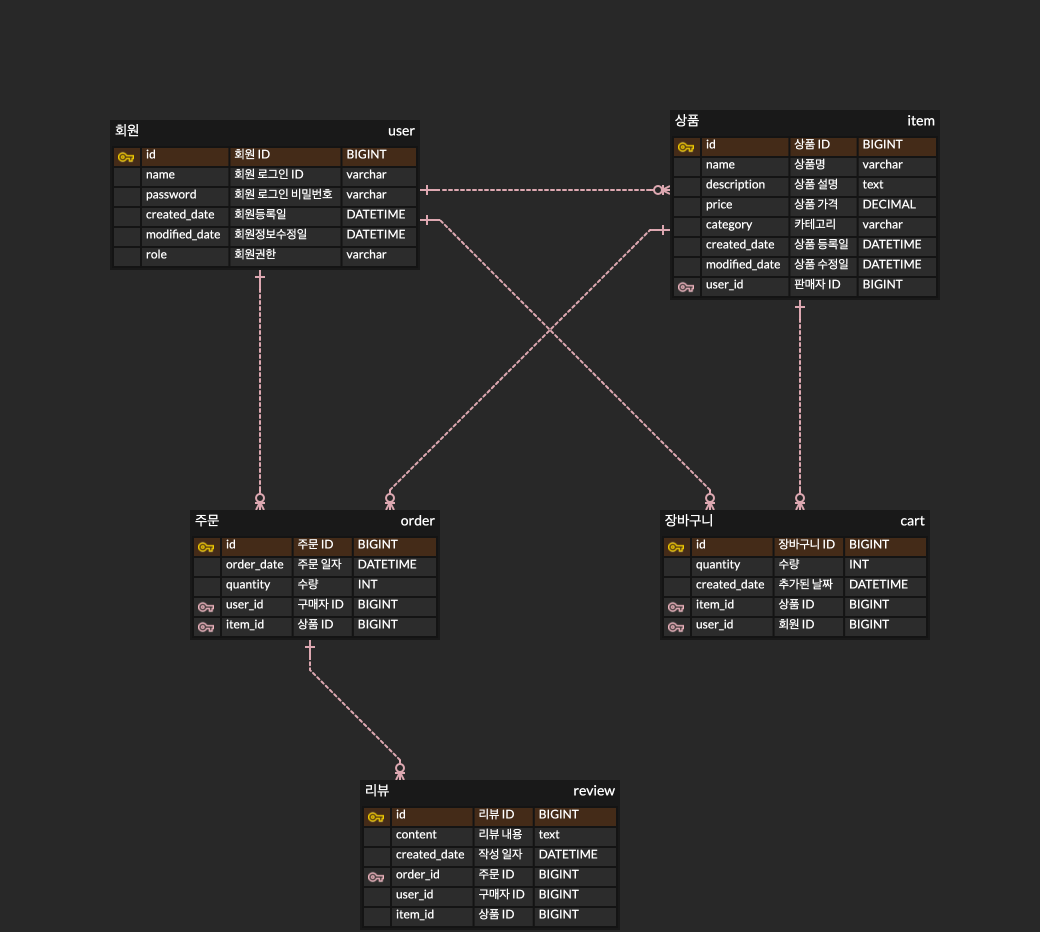 회원 user
id 회원 ID BIGINT
name 회원 로그인 ID varchar
password 회원 로그인 비밀번호 varchar
created_date 회원등록일 DATETIME
modified_date 회원정보수정일 DATETIME
role 회원권한 varchar
상품 item
id 상품 ID BIGINT
name 상품명 varchar
description 상품 설명 text
price 상품 가격 DECIMAL
category 카테고리 varchar
created_date 상품 등록일 DATETIME
modified_date 상품 수정일 DATETIME
user_id 판매자 ID BIGINT
주문 order
id 주문 ID BIGINT
order_date 주문 일자 DATETIME
quantity 수량 INT
user_id 구매자 ID BIGINT
item_id 상품 ID BIGINT
장바구니 cart
id 장바구니 ID BIGINT
quantity 수량 INT
created_date 추가된 날짜 DATETIME
item_id 상품 ID BIGINT
user_id 회원 ID BIGINT
리뷰 review
id 리뷰 ID BIGINT
content 리뷰 내용 text
created_date 작성 일자 DATETIME
order_id 주문 ID BIGINT
user_id 구매자 ID BIGINT
item_id 상품 ID BIGINT